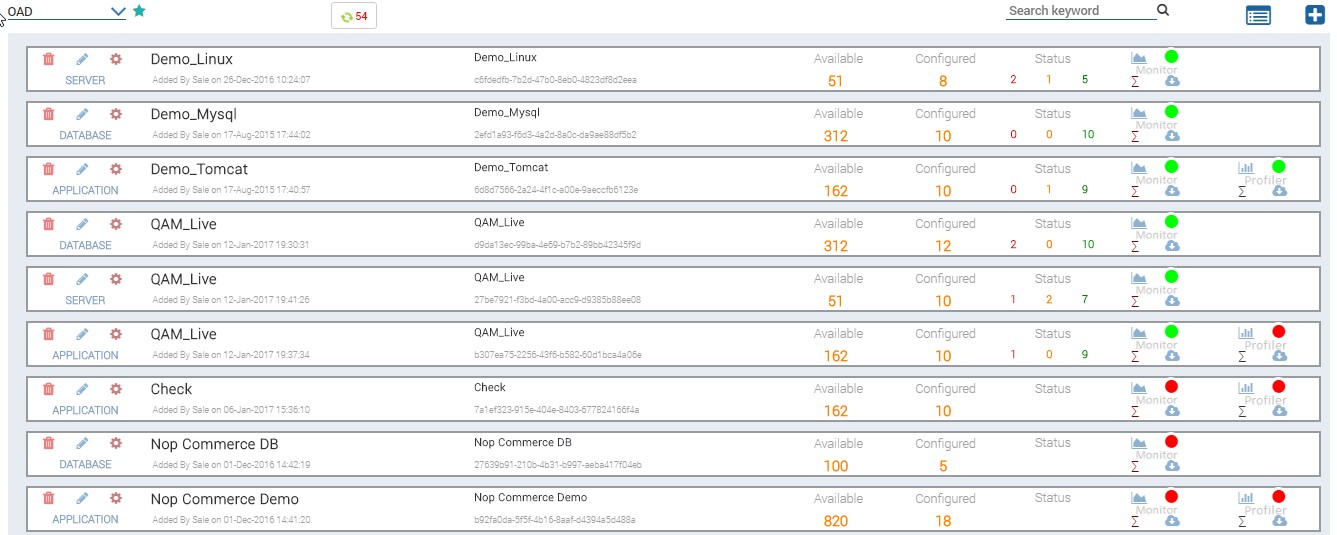 OAD 54 Search keyword
Demo_Linux Demo_Linux Available Configured Status
Monitor
SERVER Added By Sale on 26-Dec-2016 10:24:07 c6fdedfb-7b2d-47b0-8eb0-4823df8d2eea 51 8 2 1 5 Σ
Demo_Mysql Demo_Mysql Available Configured Status
Monitor
DATABASE Added By Sale on 17-Aug-2015 17:44:02 2efd1a93-f6d3-4a2d-8a0c-da9ae88df5b2 312 10 0 0 10 Σ
Demo_Tomcat Demo_Tomcat Available Configured Status
Monitor Profiler
APPLICATION Added By Sale on 17-Aug-2015 17:40:57 6d8d7566-2a24-4f1c-a00e-9aeccfb6123e 162 10 0 1 9 Σ Σ
QAM_Live QAM_Live Available Configured Status
Monitor
DATABASE Added By Sale on 12-Jan-2017 19:30:31 d9da13ec-99ba-4e69-b7b2-89bb42345f9d 312 12 2 0 10 Σ
QAM_Live QAM_Live Available Configured Status
Monitor
SERVER Added By Sale on 12-Jan-2017 19:41:26 27be7921-f3bd-4a00-acc9-d9385b88ee08 51 10 1 2 7 Σ
QAM_Live QAM_Live Available Configured Status
Monitor Profiler
APPLICATION Added By Sale on 12-Jan-2017 19:37:34 b307ea75-2256-43f6-b582-60d1bca4a06e 162 10 1 0 9 Σ Σ
Check Check Available Configured Status
Monitor Profiler
APPLICATION Added By Sale on 06-Jan-2017 15:36:10 7a1ef323-915e-404e-8403-677824166f4a 162 10 Σ Σ
Nop Commerce DB Nop Commerce DB Available Configured Status
Monitor
DATABASE Added By Sale on 01-Dec-2016 14:42:19 27639b91-210b-4b31-b997-aeba417f04eb 100 5 Σ
Nop Commerce Demo Nop Commerce Demo Available Configured Status
Monitor Profiler
APPLICATION Added By Sale on 01-Dec-2016 14:41:20 b92fa0da-5f5f-4b16-8aaf-d4394a5d488a 820 18 Σ Σ